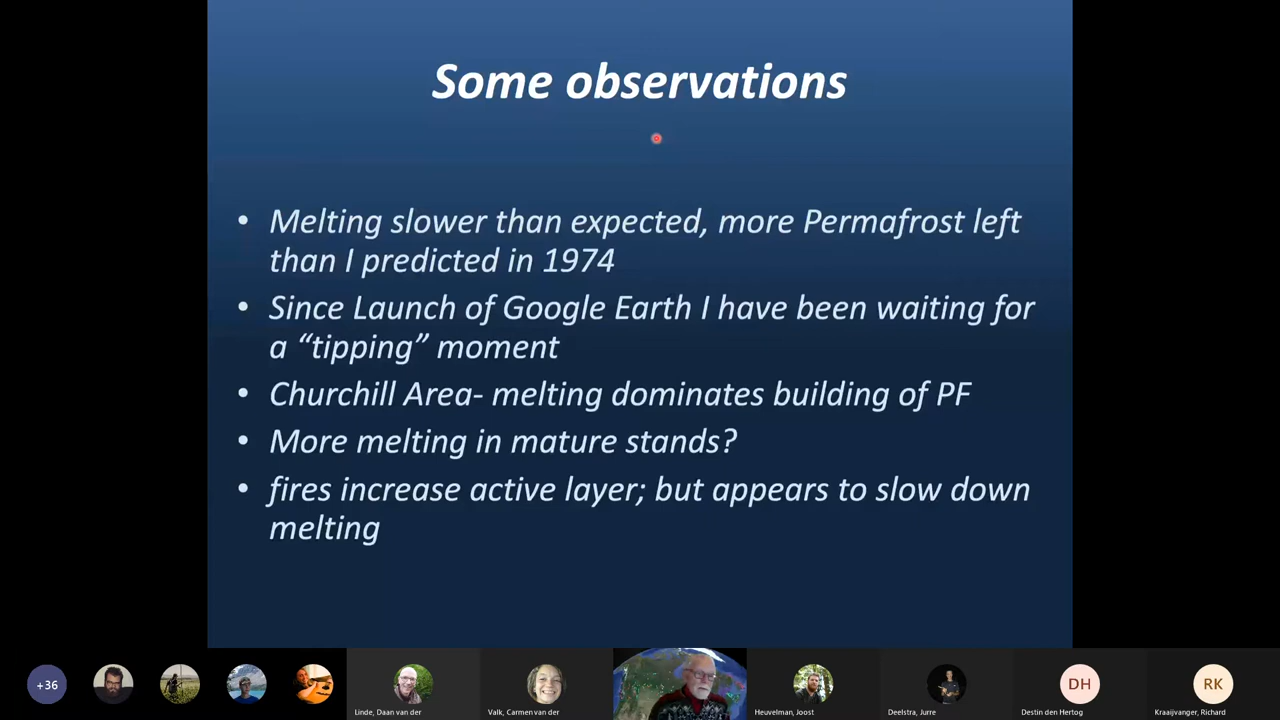 Some observations
• Melting slower than expected, more Permafrost left
than I predicted in 1974
• Since Launch of Google Earth I have been waiting for
a “tipping” moment
• Churchill Area- melting dominates building of PF
• More melting in mature stands?
• fires increase active layer; but appears to slow down
melting
+36
DH
RK
Linde, Daan van der
Valk, Carmen van der
Heuvelman, Joost
Deelstra, Jurre
Destin den Hertog
Kraaijvanger, Richard